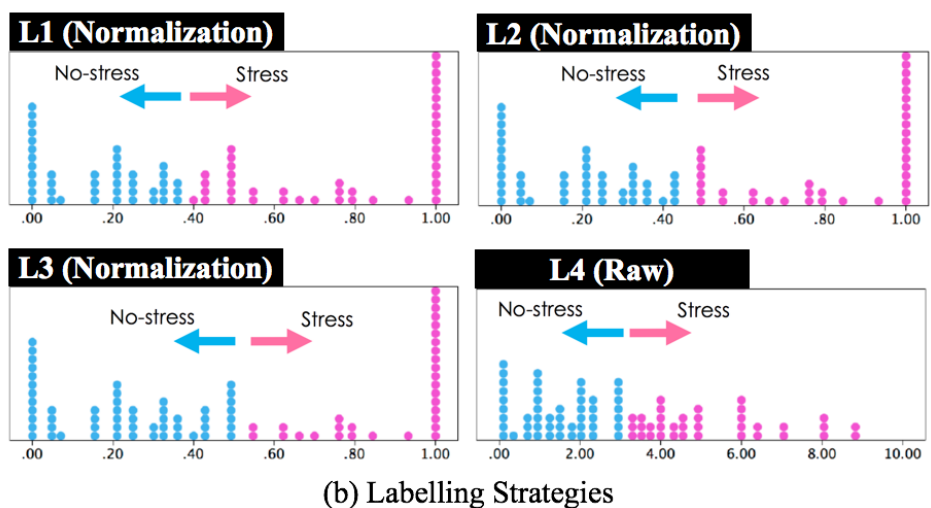 L1 (Normalization)
No-stress Stress
.00 .20 .40 .60 .80 1.00
L2 (Normalization)
No-stress Stress
.00 .20 .40 .60 .80 1.00
L3 (Normalization)
No-stress Stress
.00 .20 .40 .60 .80 1.00
L4 (Raw)
No-stress Stress
.00 2.00 4.00 6.00 8.00 10.00
(b) Labelling Strategies